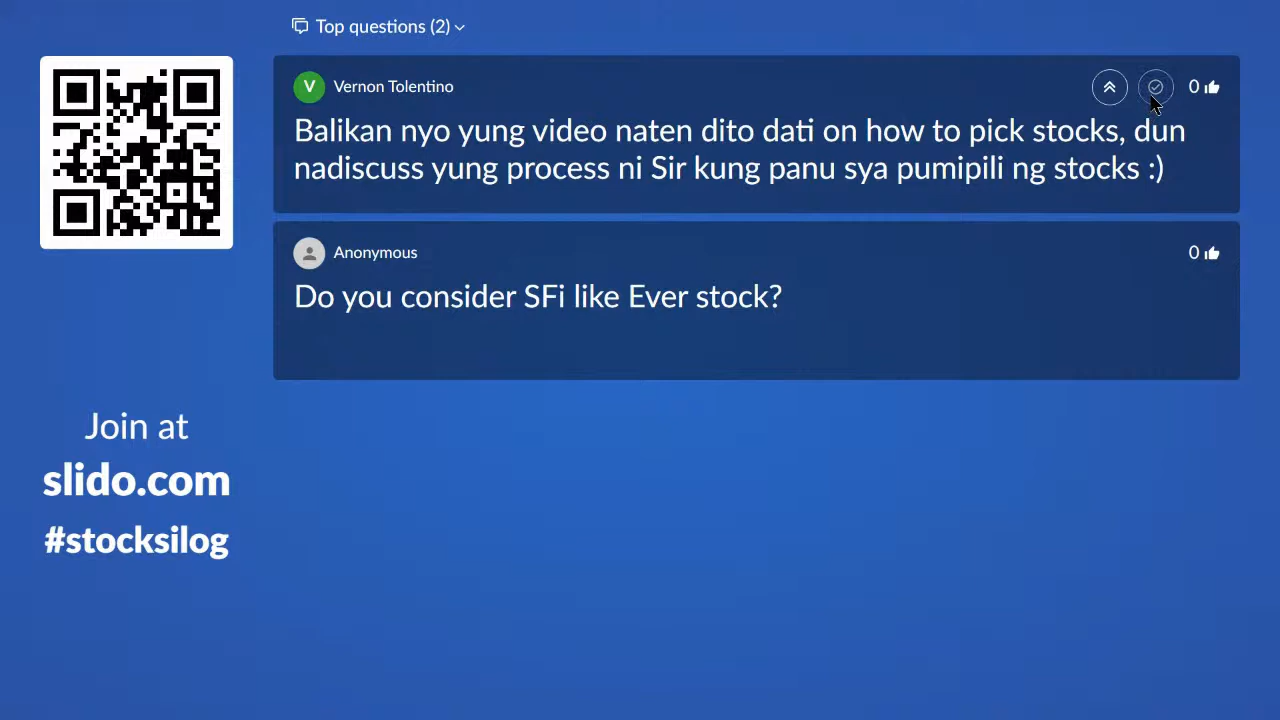 Top questions (2)
V
Vernon Tolentino
0
Balikan nyo yung video naten dito dati on how to pick stocks, dun
nadiscuss yung process ni Sir kung panu sya pumipili ng stocks :)
Anonymous
0
Do you consider SFi like Ever stock?
Join at
slido.com
#stocksilog